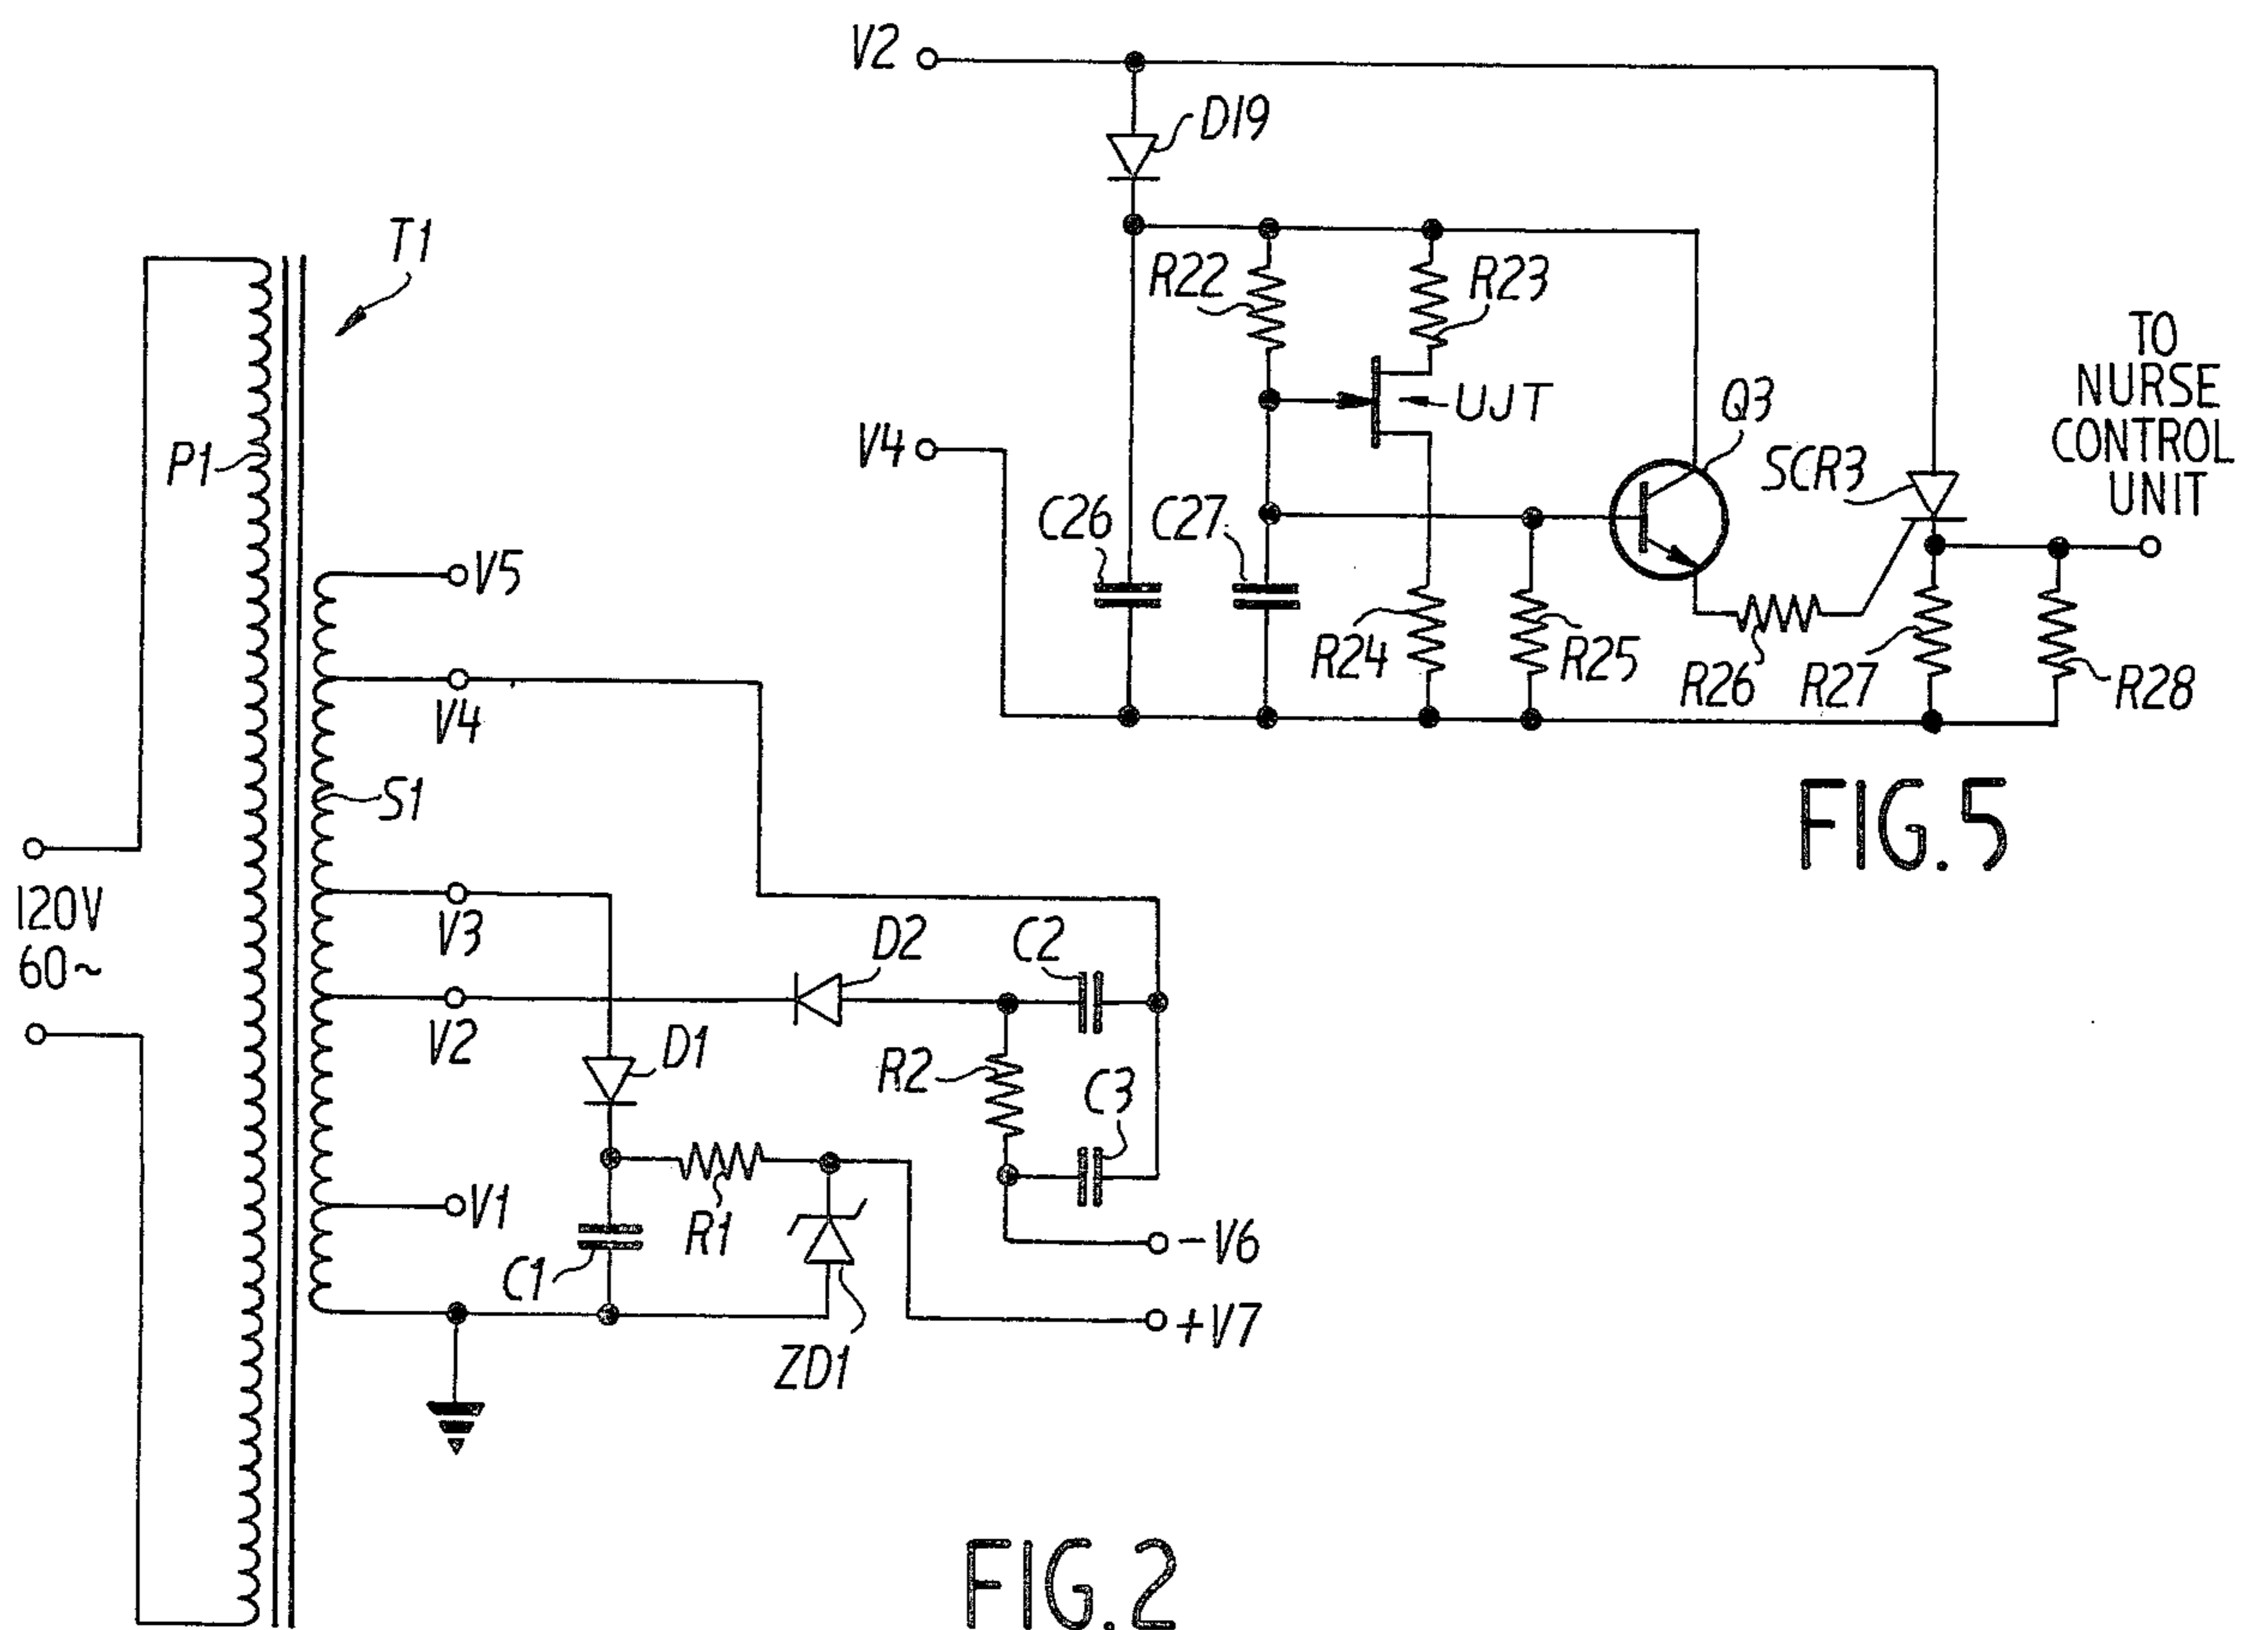 V2
D19
R22
R23
UJT
V4
Q3
SCR3
TO
NURSE
CONTROL
UNIT
C26
C27
R24
R25
R26
R27
R28
FIG.5
T1
P1
V5
V4
S1
120V
60~
V3
V2
D2
C2
D1
R2
C3
V1
R1
C1
ZD1
-V6
+V7
FIG.2